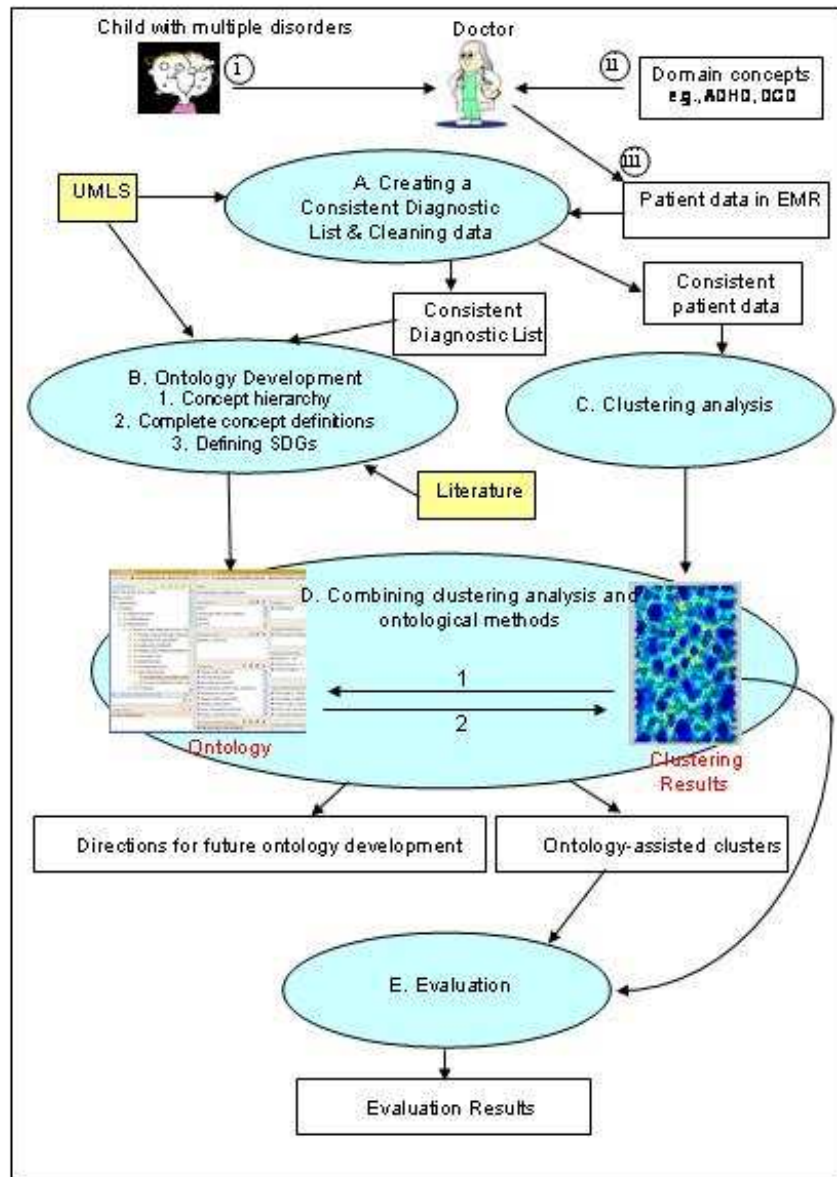 Child with multiple disorders
Doctor
i
ii
Domain concepts
e.g., ADHD, DCD
iii
UMLS
A. Creating a
Consistent Diagnostic
List & Cleaning data
Patient data in EMR
Consistent
Diagnostic List
Consistent
patient data
B. Ontology Development
1. Concept hierarchy
2. Complete concept definitions
3. Defining SDGs
C. Clustering analysis
Literature
D. Combining clustering analysis and
ontological methods
1
2
Ontology
Clustering
Results
Directions for future ontology development
Ontology-assisted clusters
E. Evaluation
Evaluation Results